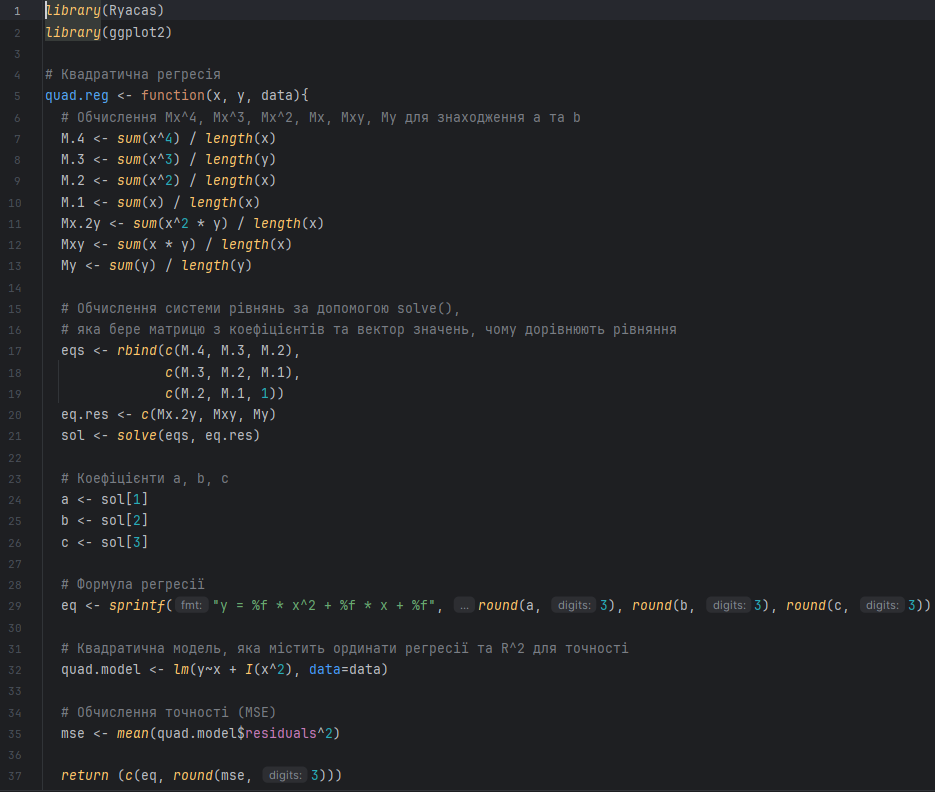 1 library(Ryacas)
2 library(ggplot2)
3
4 # Квадратична регресія
5 quad.reg <- function(x, y, data){
6 # Обчислення Mx^4, Mx^3, Mx^2, Mx, Mxy, My для знаходження a та b
7 M.4 <- sum(x^4) / length(x)
8 M.3 <- sum(x^3) / length(y)
9 M.2 <- sum(x^2) / length(x)
10 M.1 <- sum(x) / length(x)
11 Mx.2y <- sum(x^2 * y) / length(x)
12 Mxy <- sum(x * y) / length(x)
13 My <- sum(y) / length(y)
14
15 # Обчислення системи рівнянь за допомогою solve(),
16 # яка бере матрицю з коефіцієнтів та вектор значень, чому дорівнюють рівняння
17 eqs <- rbind(c(M.4, M.3, M.2),
18 c(M.3, M.2, M.1),
19 c(M.2, M.1, 1))
20 eq.res <- c(Mx.2y, Mxy, My)
21 sol <- solve(eqs, eq.res)
22
23 # Коефіцієнти a, b, c
24 a <- sol[1]
25 b <- sol[2]
26 c <- sol[3]
27
28 # Формула регресії
29 eq <- sprintf( fmt: "y = %f * x^2 + %f * x + %f", ... round(a, digits: 3), round(b, digits: 3), round(c, digits: 3))
30
31 # Квадратична модель, яка містить ординати регресії та R^2 для точності
32 quad.model <- lm(y~x + I(x^2), data=data)
33
34 # Обчислення точності (MSE)
35 mse <- mean(quad.model$residuals^2)
36
37 return (c(eq, round(mse, digits: 3)))